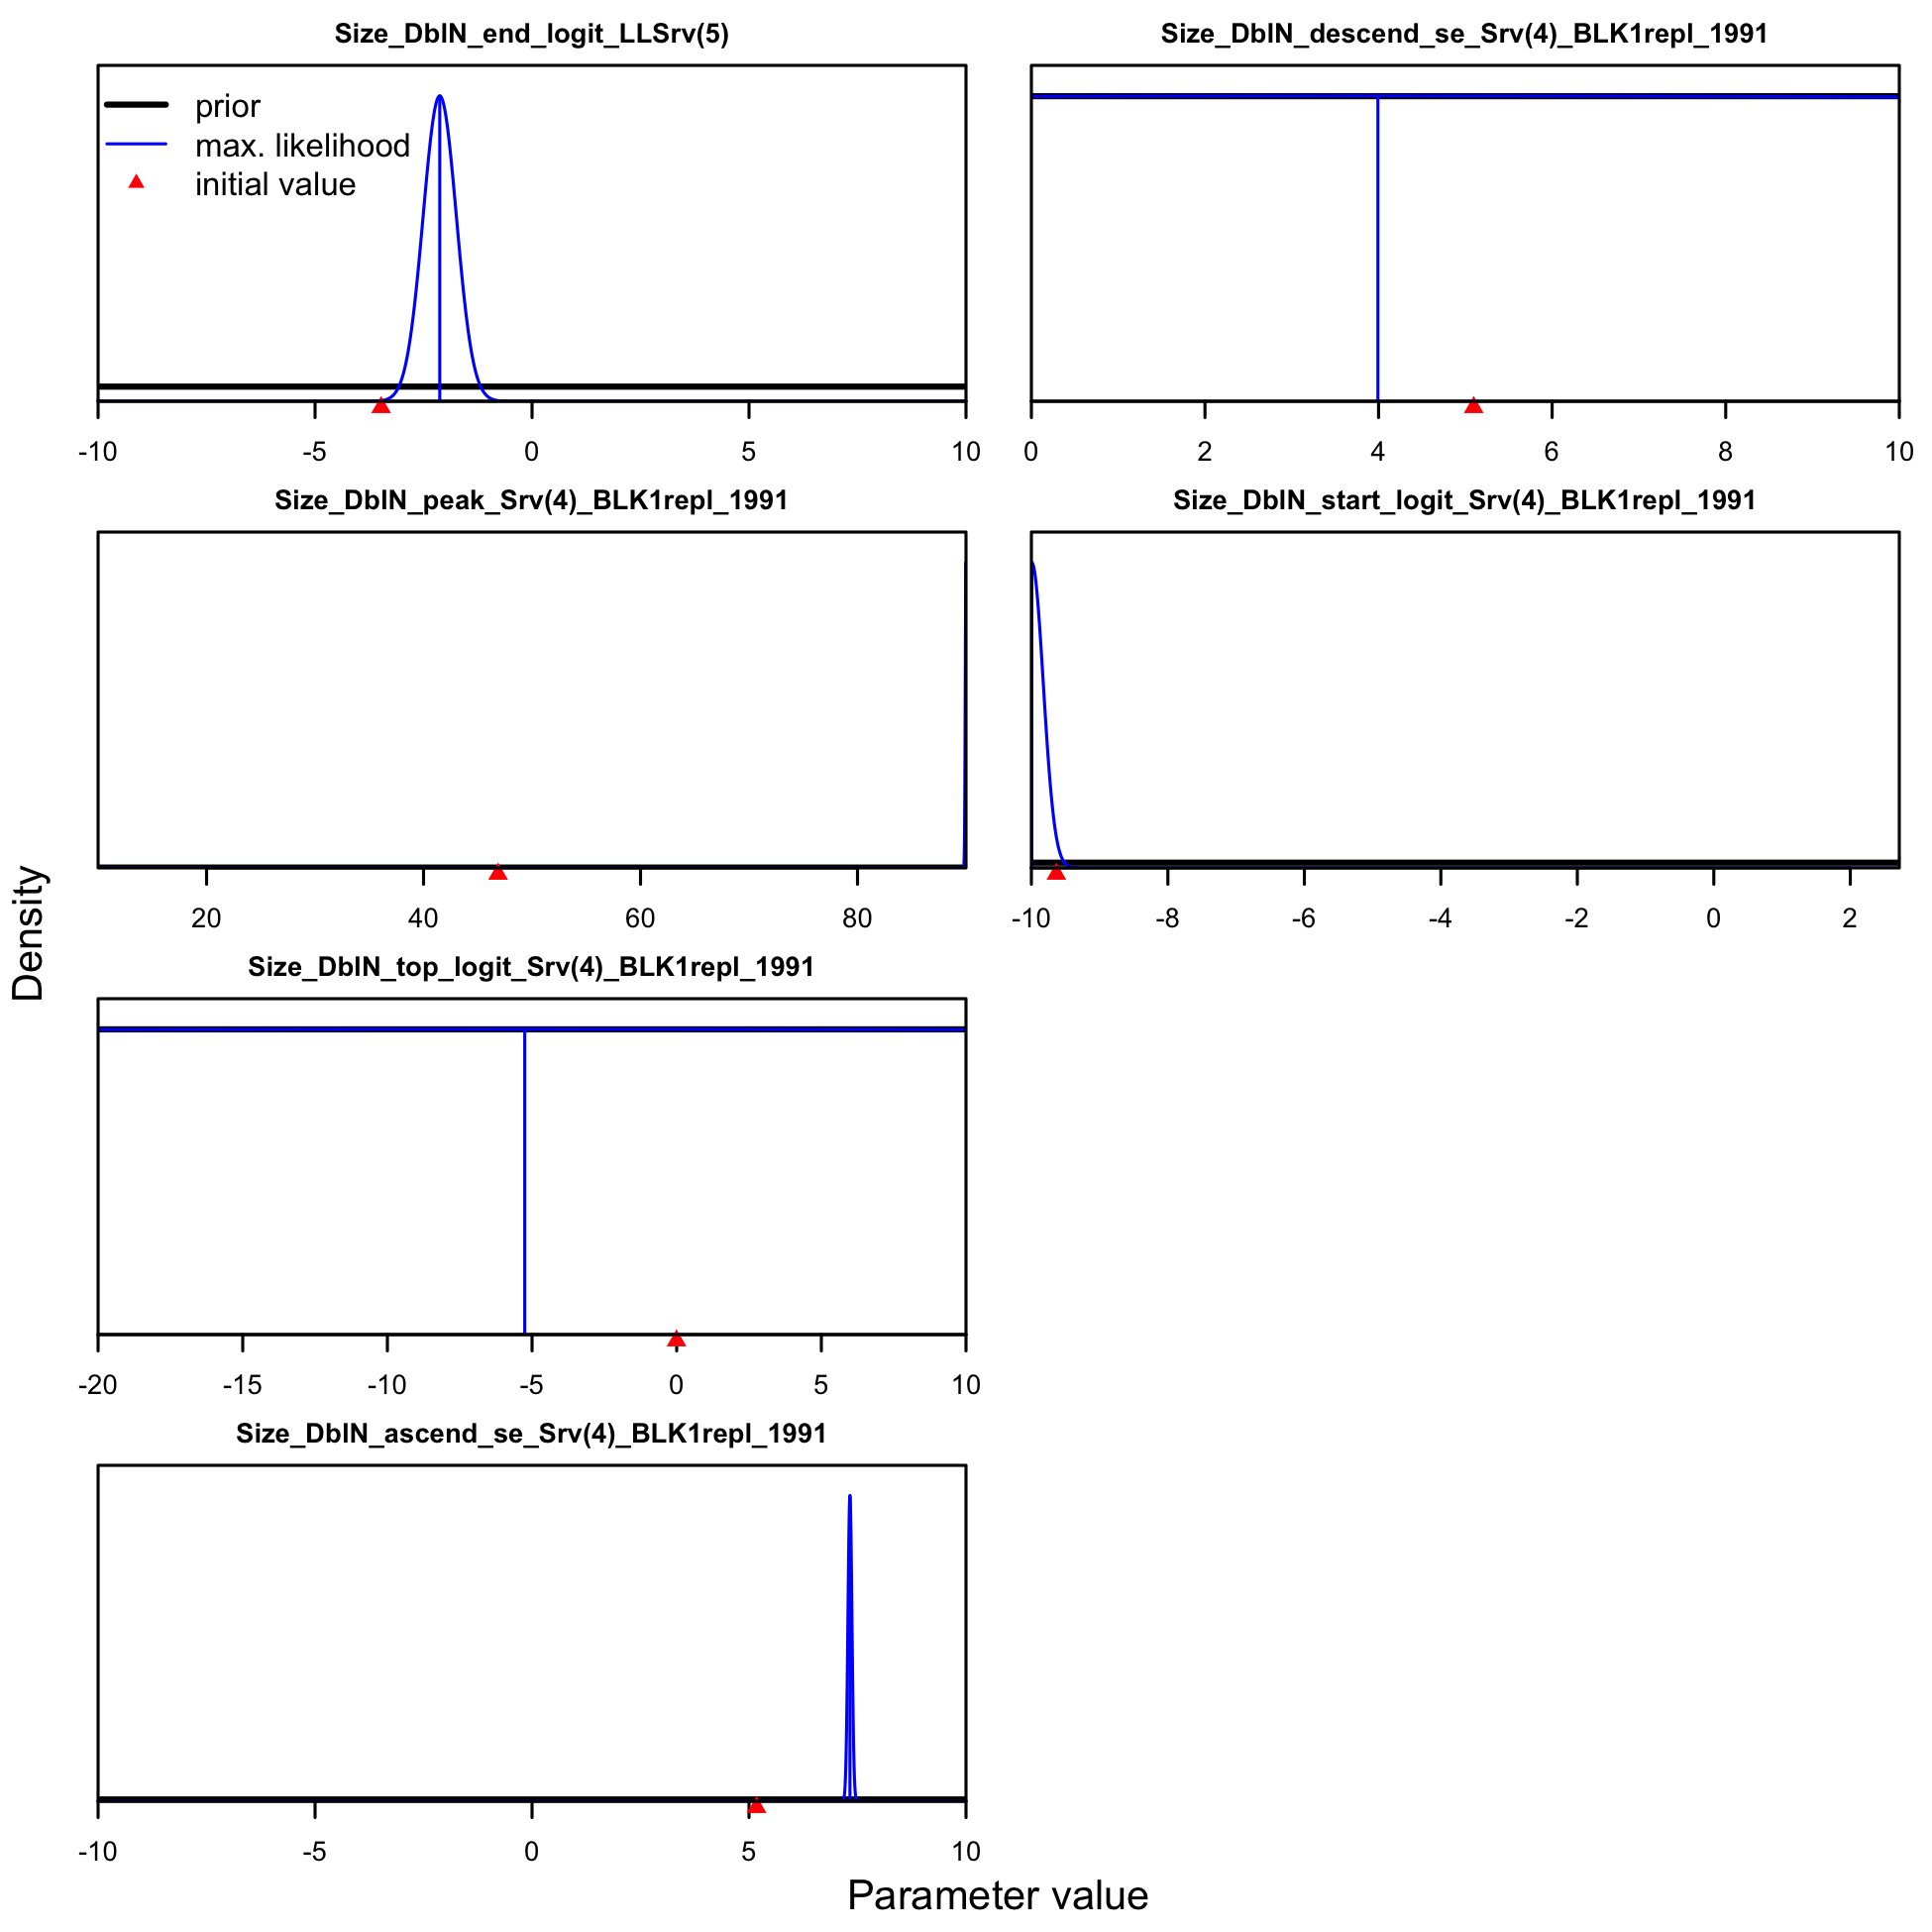 Size_DblN_end_logit_LLSrv(5)
prior
max. likelihood
initial value
-10 -5 0 5 10
Size_DblN_descend_se_Srv(4)_BLK1repl_1991
0 2 4 6 8 10
Size_DblN_peak_Srv(4)_BLK1repl_1991
20 40 60 80
Size_DblN_start_logit_Srv(4)_BLK1repl_1991
-10 -8 -6 -4 -2 0 2
Size_DblN_top_logit_Srv(4)_BLK1repl_1991
-20 -15 -10 -5 0 5 10
Size_DblN_ascend_se_Srv(4)_BLK1repl_1991
-10 -5 0 5 10
Density
Parameter value